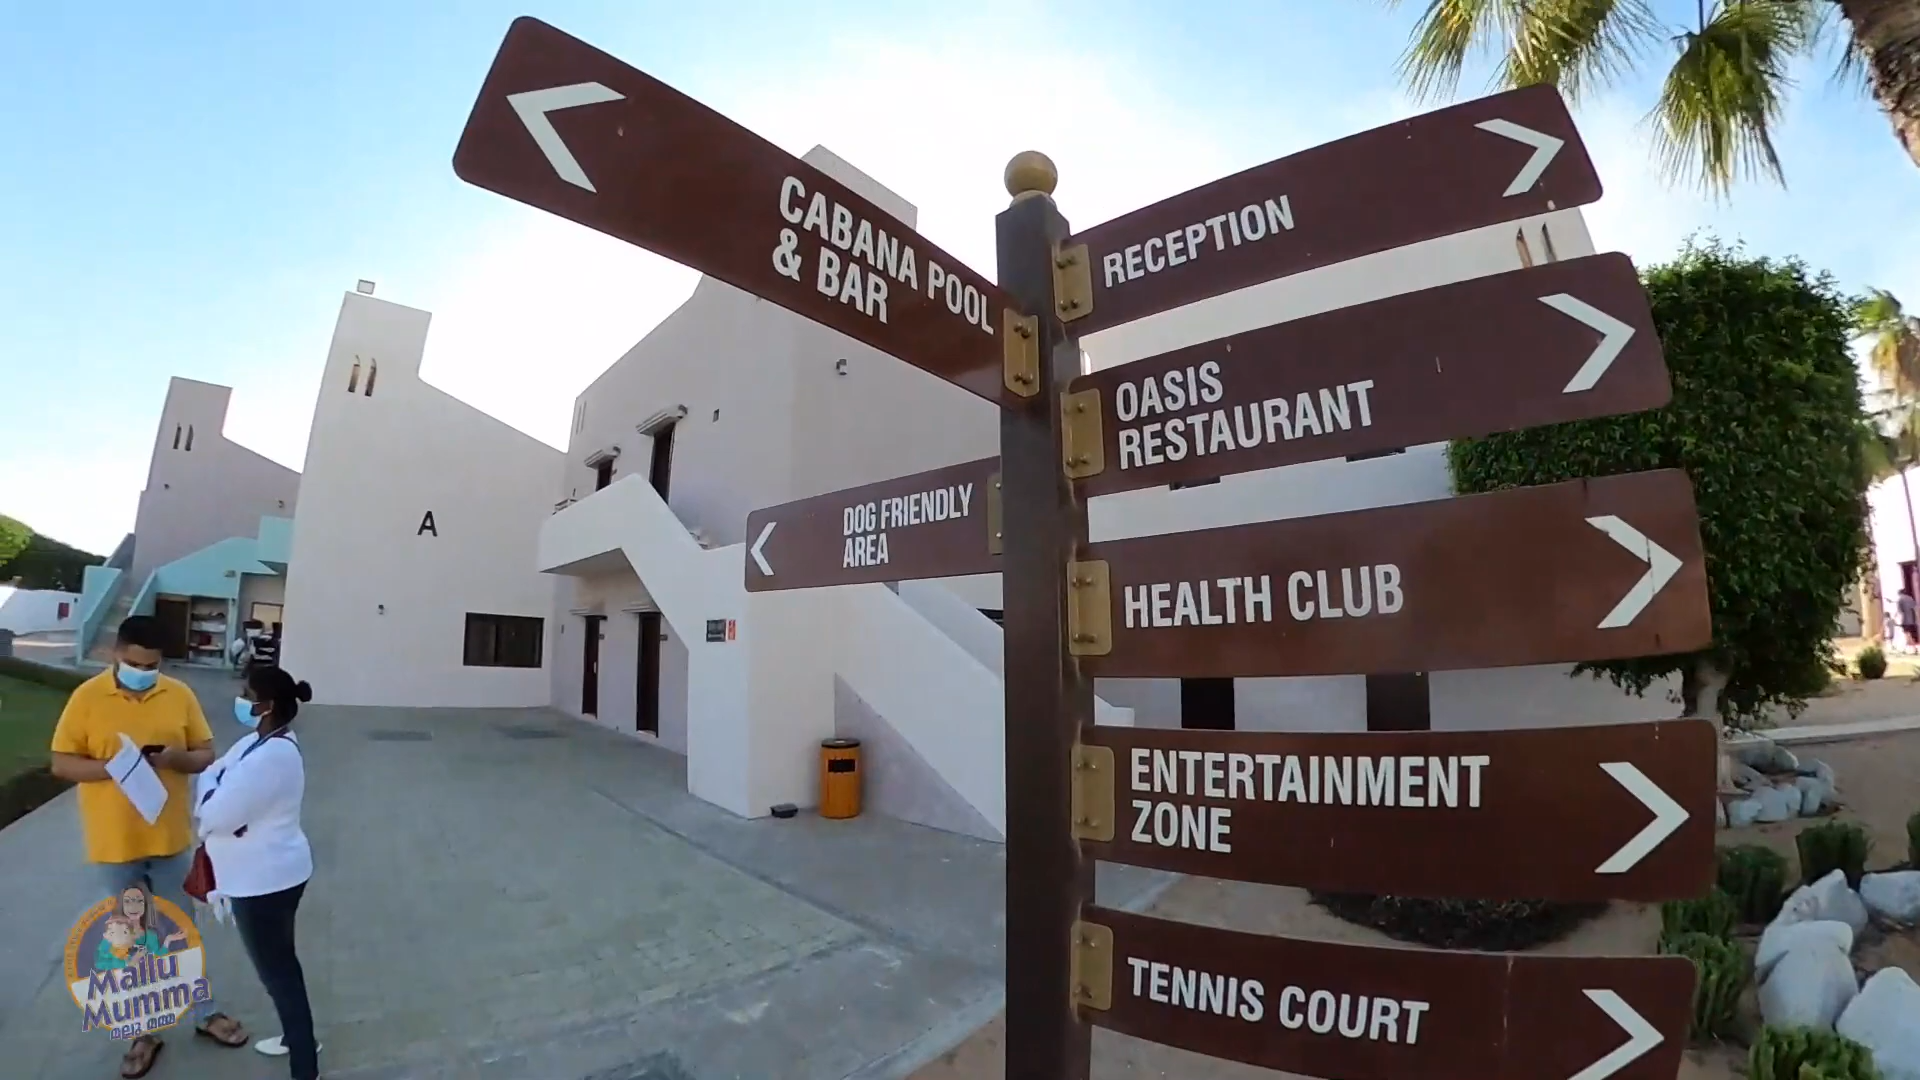 CABANA POOL
& BAR
RECEPTION
OASIS
RESTAURANT
DOG FRIENDLY
AREA
HEALTH CLUB
ENTERTAINMENT
ZONE
TENNIS COURT
A
Mallu
Mumma